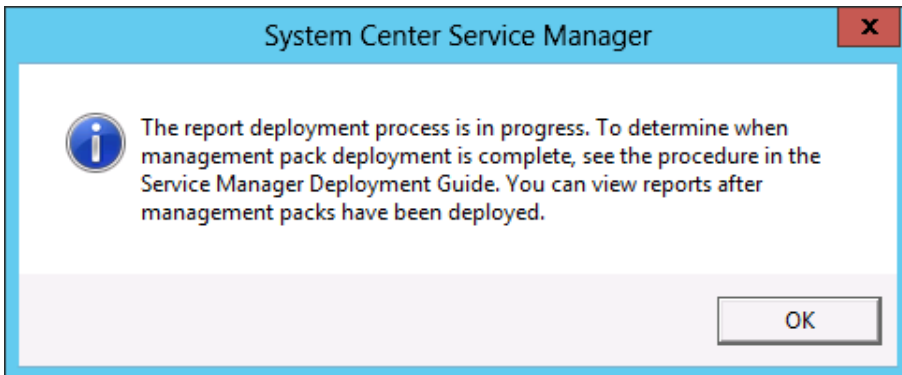 System Center Service Manager
x
The report deployment process is in progress. To determine when
management pack deployment is complete, see the procedure in the
Service Manager Deployment Guide. You can view reports after
management packs have been deployed.
OK